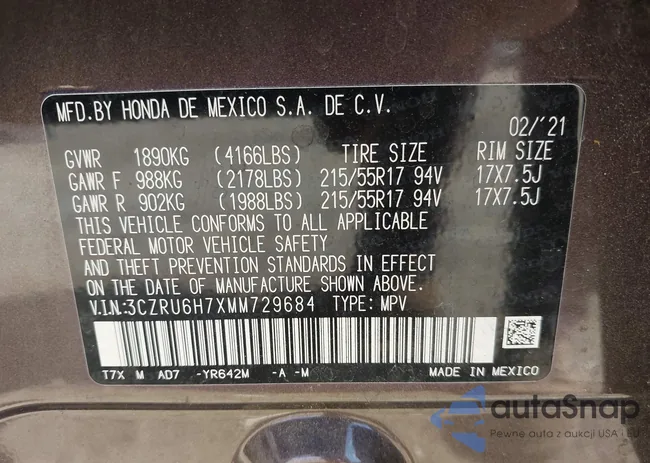 MFD.BY HONDA DE MEXICO S.A. DE C.V.
02/'21
GVWR 1890KG (4166LBS) TIRE SIZE RIM SIZE
GAWR F 988KG (2178LBS) 215/55R17 94V 17X7.5J
GAWR R 902KG (1988LBS) 215/55R17 94V 17X7.5J
THIS VEHICLE CONFORMS TO ALL APPLICABLE
FEDERAL MOTOR VEHICLE SAFETY
AND THEFT PREVENTION STANDARDS IN EFFECT
ON THE DATE OF MANUFACTURE SHOWN ABOVE.
V.I.N:3CZRU6H7XMM729684 TYPE: MPV
T7X M AD7 -YR642M -A -M MADE IN MEXICO
autoSnap
Pewne auta z aukcji USA i EU